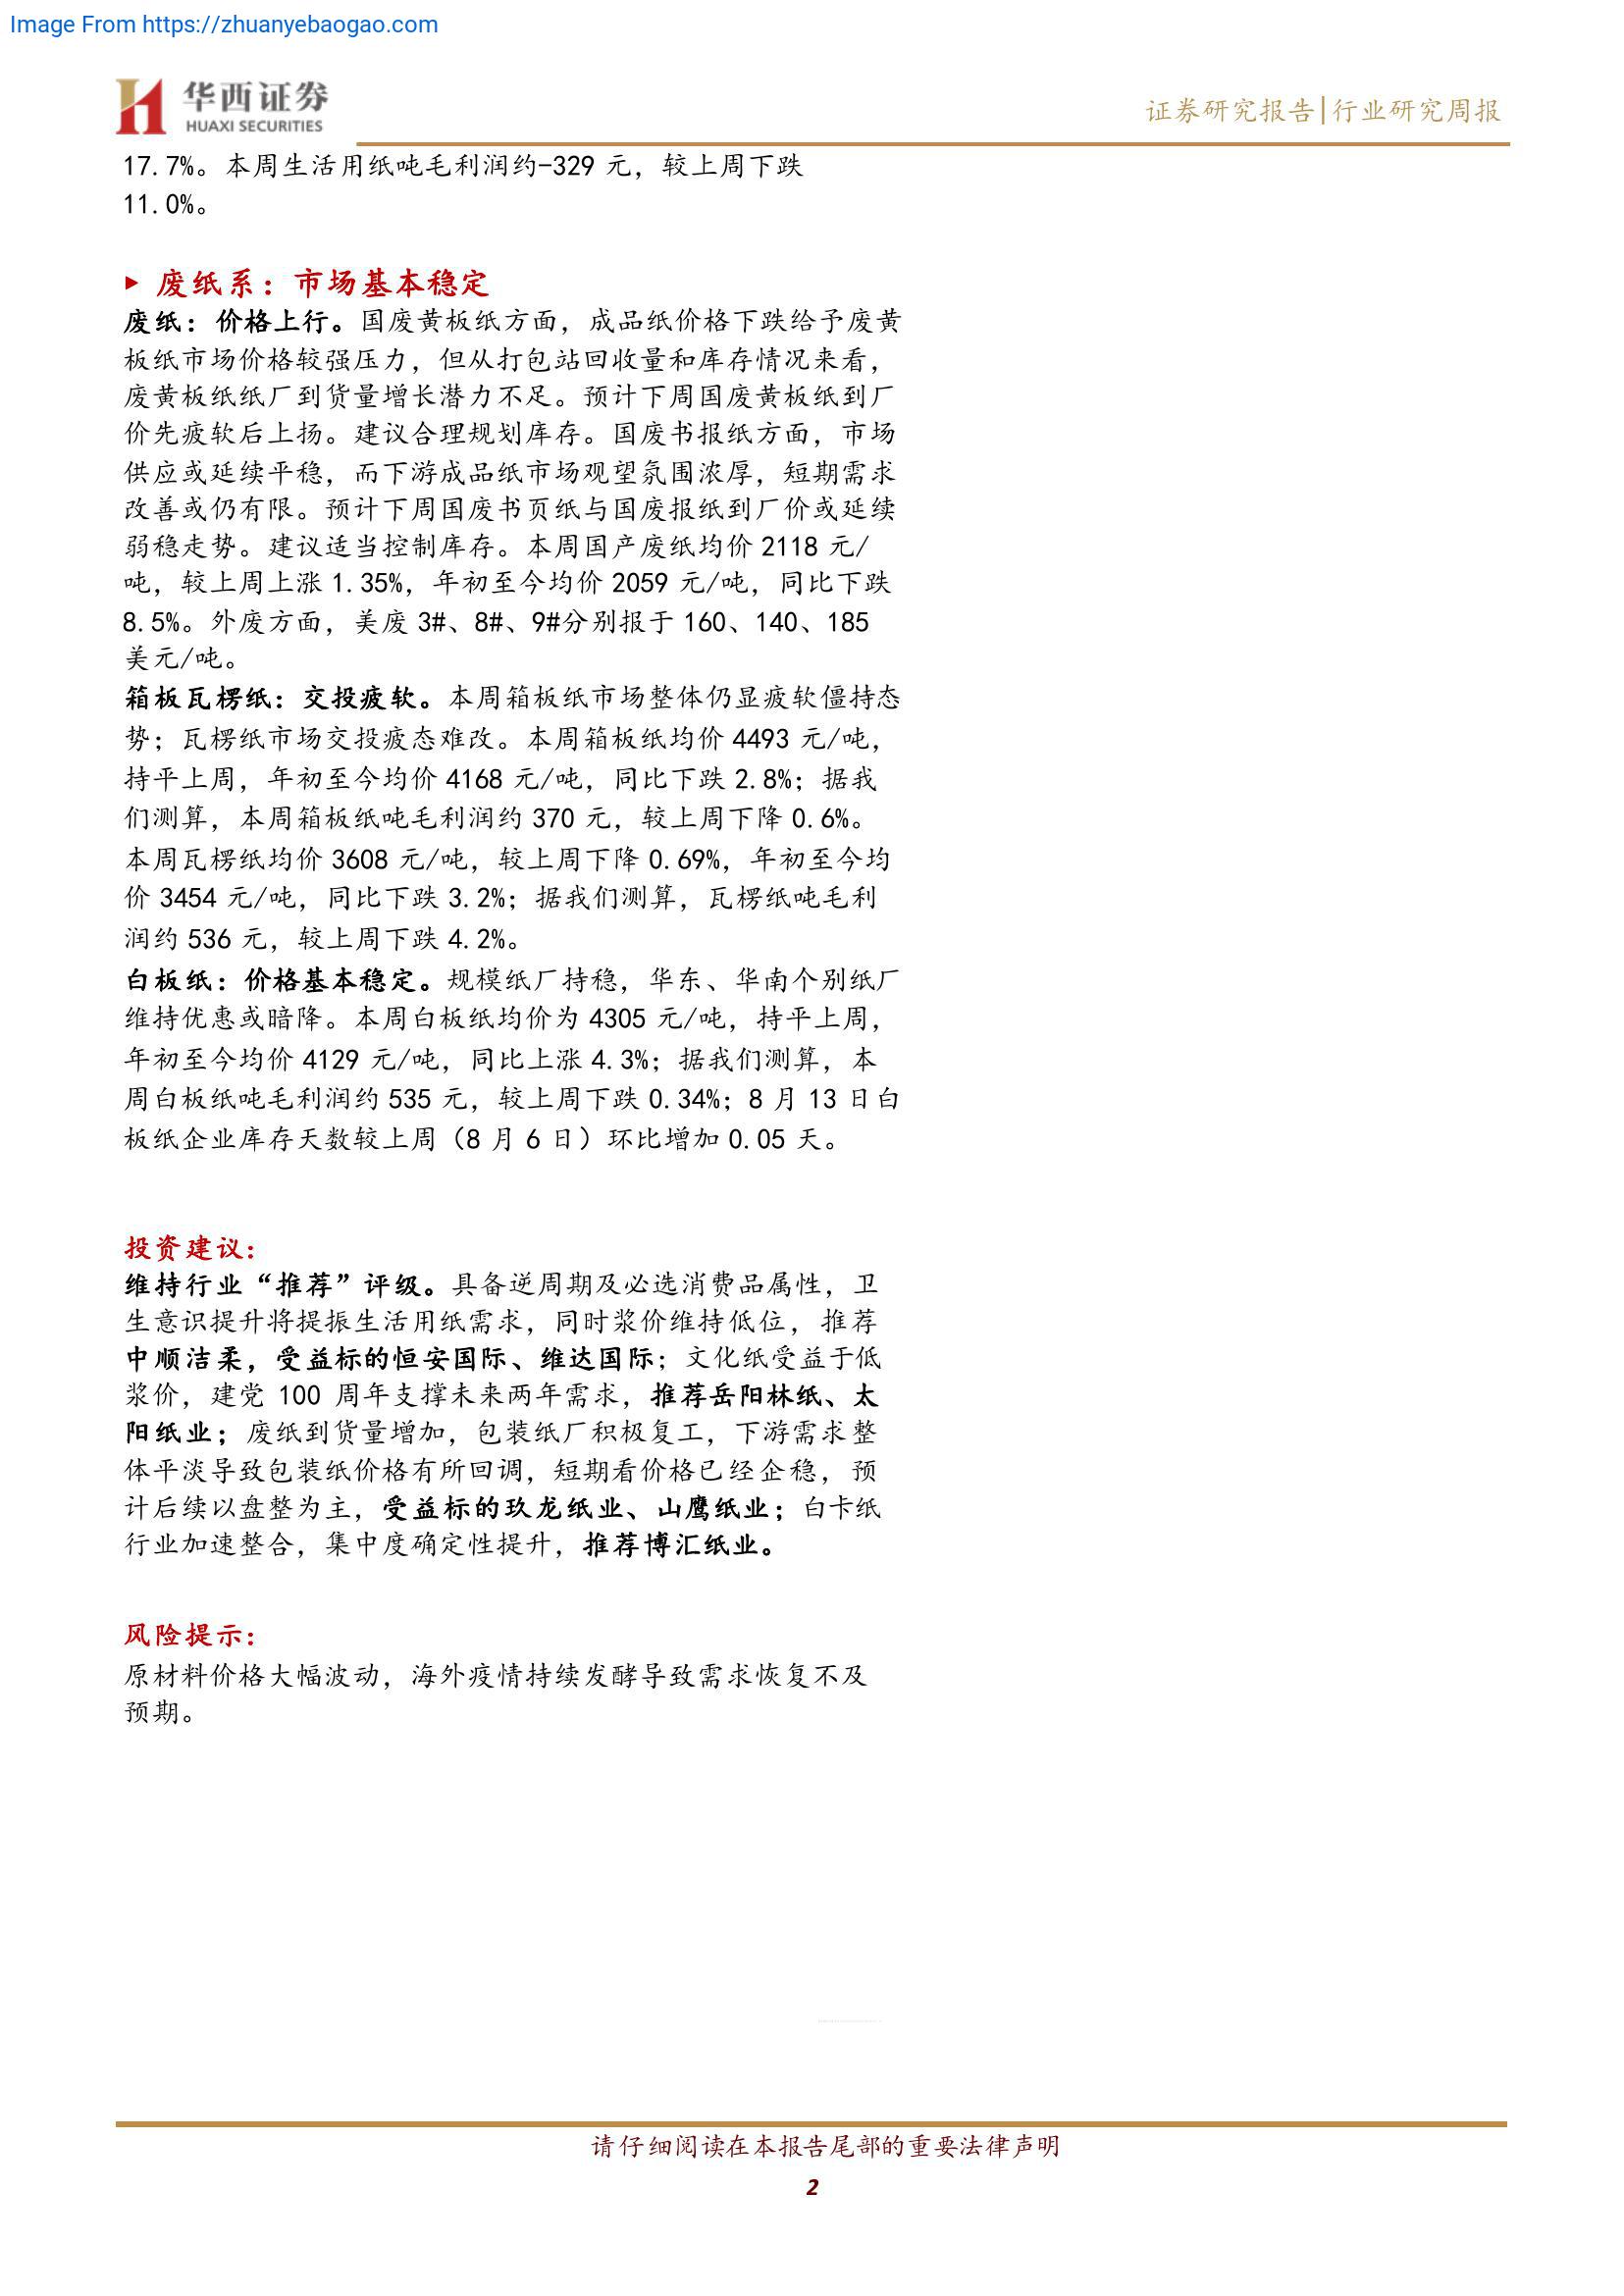 Image From https://zhuanyebaogao.com
华西证券
HUAXI SECURITIES
证券研究报告|行业研究周报
17.7%。本周生活用纸吨毛利润约-329 元，较上周下跌
11.0%。
▶ 废纸系：市场基本稳定
废纸：价格上行。国废黄板纸方面，成品纸价格下跌给予废黄
板纸市场价格较强压力，但从打包站回收量和库存情况来看，
废黄板纸纸厂到货量增长潜力不足。预计下周国废黄板纸到厂
价先疲软后上扬。建议合理规划库存。国废书报纸方面，市场
供应或延续平稳，而下游成品纸市场观望氛围浓厚，短期需求
改善或仍有限。预计下周国废书页纸与国废报纸到厂价或延续
弱稳走势。建议适当控制库存。本周国产废纸均价 2118 元/
吨，较上周上涨 1.35%，年初至今均价 2059 元/吨，同比下跌
8.5%。外废方面，美废 3#、8#、9#分别报于 160、140、185
美元/吨。
箱板瓦楞纸：交投疲软。本周箱板纸市场整体仍显疲软僵持态
势；瓦楞纸市场交投疲态难改。本周箱板纸均价 4493 元/吨，
持平上周，年初至今均价 4168 元/吨，同比下跌 2.8%；据我
们测算，本周箱板纸吨毛利润约 370 元，较上周下降 0.6%。
本周瓦楞纸均价 3608 元/吨，较上周下降 0.69%，年初至今均
价 3454 元/吨，同比下跌 3.2%；据我们测算，瓦楞纸吨毛利
润约 536 元，较上周下跌 4.2%。
白板纸：价格基本稳定。规模纸厂持稳，华东、华南个别纸厂
维持优惠或暗降。本周白板纸均价为 4305 元/吨，持平上周，
年初至今均价 4129 元/吨，同比上涨 4.3%；据我们测算，本
周白板纸吨毛利润约 535 元，较上周下跌 0.34%；8 月 13 日白
板纸企业库存天数较上周（8 月 6 日）环比增加 0.05 天。
投资建议：
维持行业“推荐”评级。具备逆周期及必选消费品属性，卫
生意识提升将提振生活用纸需求，同时浆价维持低位，推荐
中顺洁柔，受益标的恒安国际、维达国际；文化纸受益于低
浆价，建党 100 周年支撑未来两年需求，推荐岳阳林纸、太
阳纸业；废纸到货量增加，包装纸厂积极复工，下游需求整
体平淡导致包装纸价格有所回调，短期看价格已经企稳，预
计后续以盘整为主，受益标的玖龙纸业、山鹰纸业；白卡纸
行业加速整合，集中度确定性提升，推荐博汇纸业。
风险提示：
原材料价格大幅波动，海外疫情持续发酵导致需求恢复不及
预期。
请仔细阅读在本报告尾部的重要法律声明
2